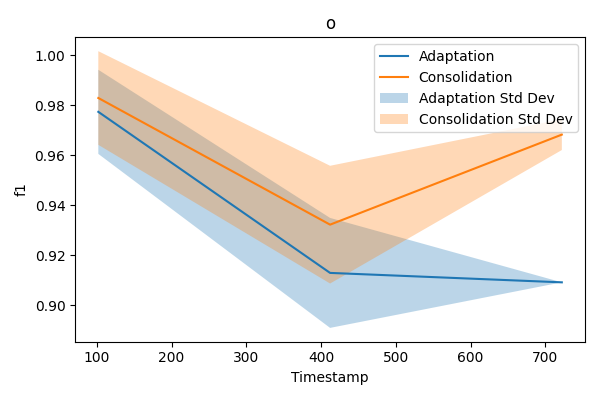 o
Adaptation
Consolidation
Adaptation Std Dev
Consolidation Std Dev
f1
1.00
0.98
0.96
0.94
0.92
0.90
100 200 300 400 500 600 700
Timestamp